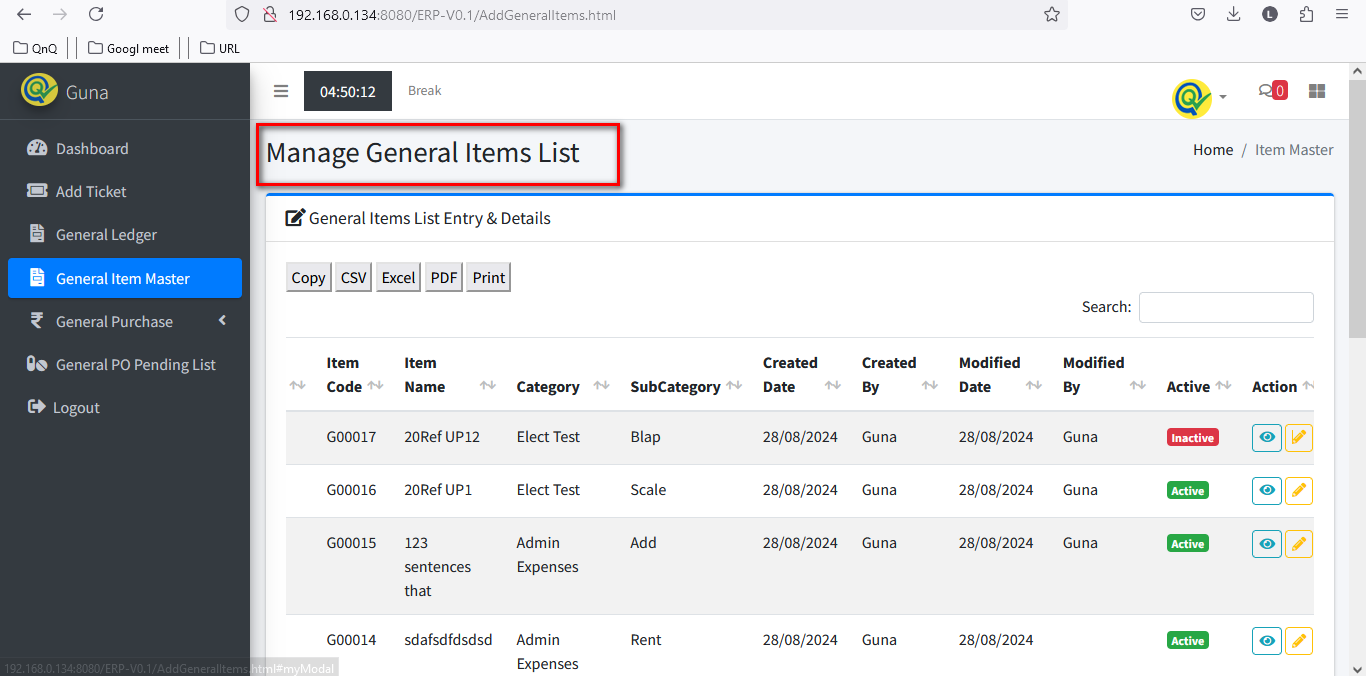 192.168.0.134:8080/ERP-V0.1/AddGeneralItems.html
L
QnQ
Googl meet
URL
Guna
04:50:12
Break
0
Dashboard
Add Ticket
General Ledger
General Item Master
General Purchase
General PO Pending List
Logout
Manage General Items List
Home / Item Master
General Items List Entry & Details
Copy CSV Excel PDF Print
Search:
Item Code Item Name Category SubCategory Created Date Created By Modified Date Modified By Active Action
G00017 20Ref UP12 Elect Test Blap 28/08/2024 Guna 28/08/2024 Guna Inactive
G00016 20Ref UP1 Elect Test Scale 28/08/2024 Guna 28/08/2024 Guna Active
G00015 123 sentences that Admin Expenses Add 28/08/2024 Guna 28/08/2024 Guna Active
G00014 sdafsdfdsdsd Admin Expenses Rent 28/08/2024 Guna 28/08/2024 Active
192.168.0.134:8080/ERP-V0.1/AddGeneralItems.html#myModal